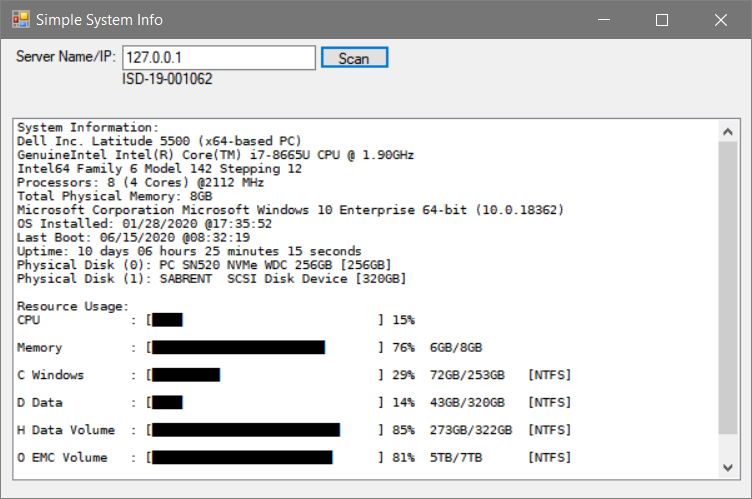 Simple System Info
Server Name/IP: 127.0.0.1 Scan
ISD-19-001062
System Information:
Dell Inc. Latitude 5500 (x64-based PC)
GenuineIntel Intel(R) Core(TM) i7-8665U CPU @ 1.90GHz
Intel64 Family 6 Model 142 Stepping 12
Processors: 8 (4 Cores) @2112 MHz
Total Physical Memory: 8GB
Microsoft Corporation Microsoft Windows 10 Enterprise 64-bit (10.0.18362)
OS Installed: 01/28/2020 @17:35:52
Last Boot: 06/15/2020 @08:32:19
Uptime: 10 days 06 hours 25 minutes 15 seconds
Physical Disk (0): PC SN520 NVMe WDC 256GB [256GB]
Physical Disk (1): SABRENT  SCSI Disk Device [320GB]
Resource Usage:
CPU : [ ] 15%
Memory : [ ] 76% 6GB/8GB
C Windows : [ ] 29% 72GB/253GB [NTFS]
D Data : [ ] 14% 43GB/320GB [NTFS]
H Data Volume : [ ] 85% 273GB/322GB [NTFS]
O EMC Volume : [ ] 81% 5TB/7TB [NTFS]